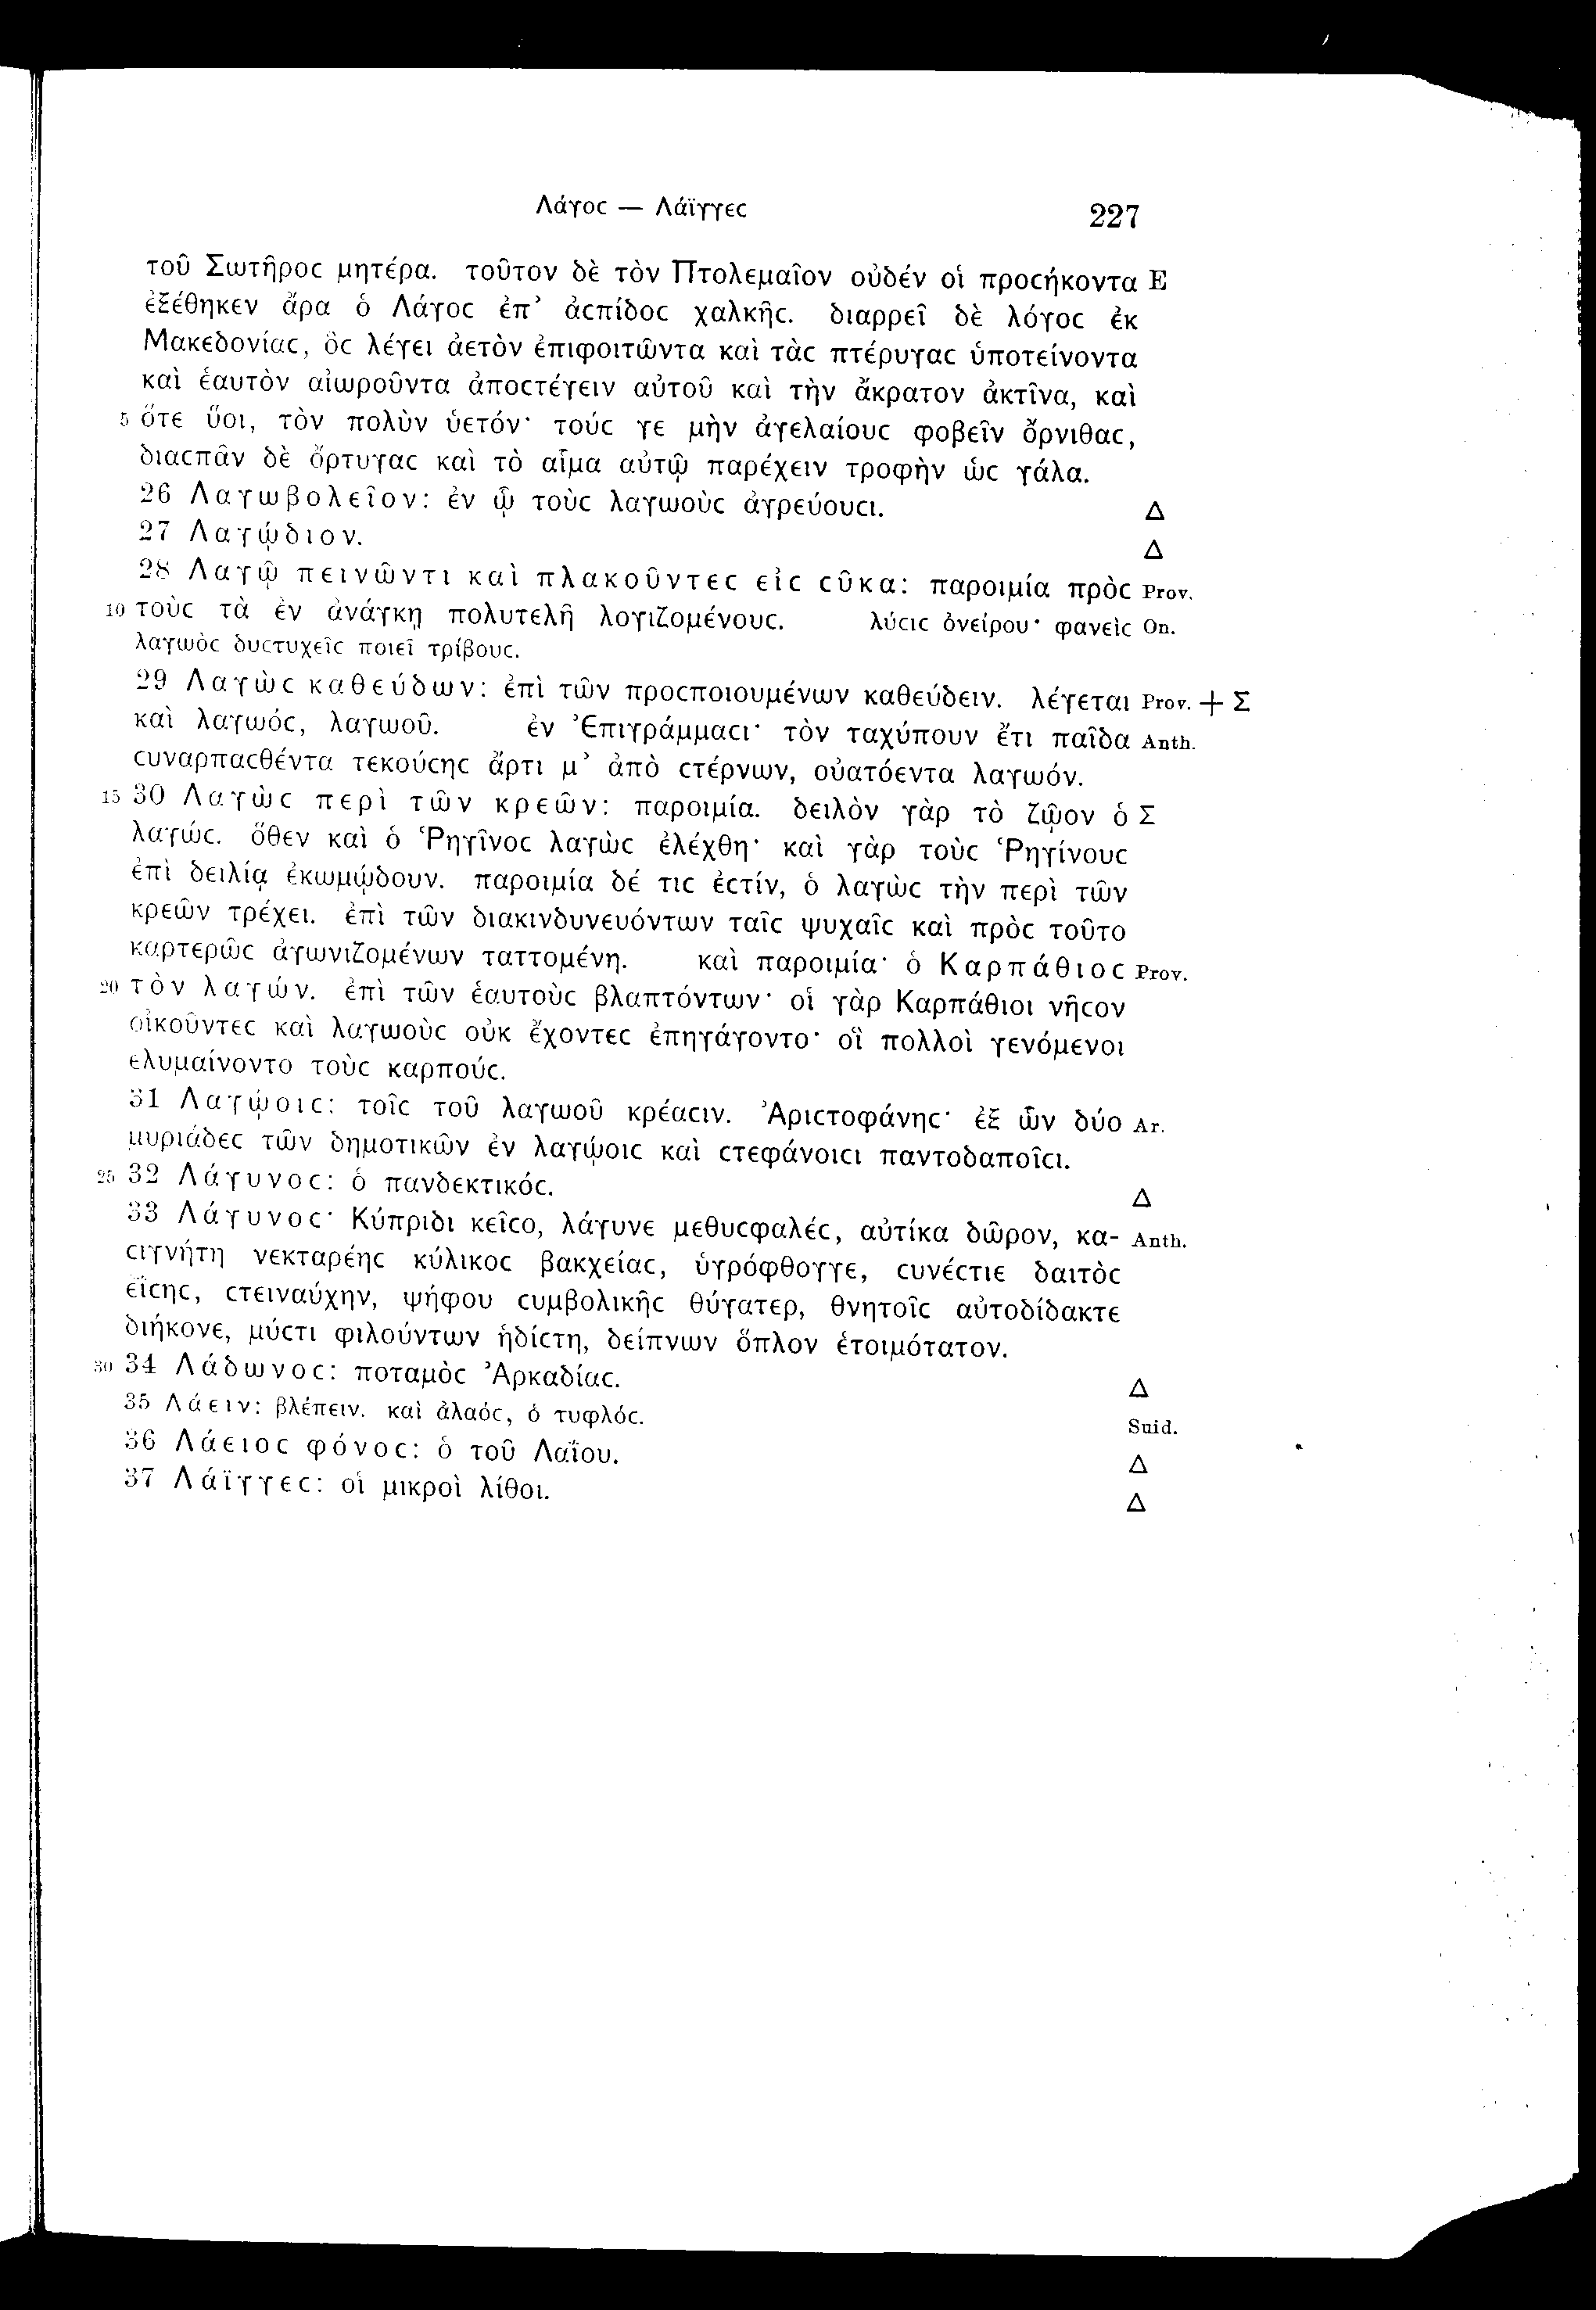 Λάγοϲ — Λάϊγγεϲ 227
τοῦ Σωτῆροϲ μητέρα. τοῦτον δὲ τὸν Πτολεμαῖον οὐδέν οἱ προϲήκοντα Ε
ἐξέθηκεν ἄρα ὁ Λάγοϲ ἐπ’ ἀϲπίδοϲ χαλκῆϲ. διαρρεῖ δὲ λόγοϲ ἐκ
Μακεδονίαϲ, ὃϲ λέγει ἀετὸν ἐπιφοιτῶντα καὶ τὰϲ πτέρυγαϲ ὑποτείνοντα
καὶ ἑαυτὸν αἰωροῦντα ἀποϲτέγειν αὐτοῦ καὶ τὴν ἄκρατον ἀκτῖνα, καὶ
5 ὅτε ὕοι, τὸν πολὺν ὑετόν· τούϲ γε μὴν ἀγελαίουϲ φοβεῖν ὄρνιθαϲ,
διαϲπᾶν δὲ ὄρτυγαϲ καὶ τὸ αἷμα αὐτῷ παρέχειν τροφὴν ὡϲ γάλα.
26 Λαγωβολεῖον: ἐν ᾧ τοὺϲ λαγωοὺϲ ἀγρεύουϲι. Δ
27 Λαγῴδιον. Δ
28 Λαγῷ πεινῶντι καὶ πλακοῦντεϲ εἰϲ ϲῦκα: παροιμία πρὸϲ Prov.
10 τοὺϲ τὰ ἐν ἀνάγκῃ πολυτελῆ λογιζομένουϲ. λύϲιϲ ὀνείρου· φανεὶϲ On.
λαγωὸϲ δυϲτυχεῖϲ ποιεῖ τρίβουϲ.
29 Λαγὼϲ καθεύδων: ἐπὶ τῶν προϲποιουμένων καθεύδειν. λέγεται Prov. + Σ
καὶ λαγωόϲ, λαγωοῦ. ἐν Ἐπιγράμμαϲι· τὸν ταχύπουν ἔτι παῖδα Anth.
ϲυναρπαϲθέντα τεκούϲηϲ ἄρτι μ’ ἀπὸ ϲτέρνων, οὐατόεντα λαγωόν.
15 30 Λαγὼϲ περὶ τῶν κρεῶν: παροιμία. δειλὸν γὰρ τὸ ζῷον ὁ Σ
λαγώϲ. ὅθεν καὶ ὁ Ῥηγῖνοϲ λαγὼϲ ἐλέχθη· καὶ γὰρ τοὺϲ Ῥηγίνουϲ
ἐπὶ δειλίᾳ ἐκωμῴδουν. παροιμία δέ τιϲ ἐϲτίν, ὁ λαγὼϲ τὴν περὶ τῶν
κρεῶν τρέχει. ἐπὶ τῶν διακινδυνευόντων ταῖϲ ψυχαῖϲ καὶ πρὸϲ τοῦτο
καρτερῶϲ ἀγωνιζομένων ταττομένη. καὶ παροιμία· ὁ Καρπάθιοϲ Prov.
20 τὸν λαγών. ἐπὶ τῶν ἑαυτοὺϲ βλαπτόντων· οἱ γὰρ Καρπάθιοι νῆϲον
οἰκοῦντεϲ καὶ λαγωοὺϲ οὐκ ἔχοντεϲ ἐπηγάγοντο· οἳ πολλοὶ γενόμενοι
ἐλυμαίνοντο τοὺϲ καρπούϲ.
31 Λαγῴοιϲ: τοῖϲ τοῦ λαγωοῦ κρέαϲιν. Ἀριϲτοφάνηϲ· ἐξ ὧν δύο Ar.
μυριάδεϲ τῶν δημοτικῶν ἐν λαγῴοιϲ καὶ ϲτεφάνοιϲι παντοδαποῖϲι.
25 32 Λάγυνοϲ: ὁ πανδεκτικόϲ. Δ
33 Λάγυνοϲ· Κύπριδι κεῖϲο, λάγυνε μεθυϲφαλέϲ, αὐτίκα δῶρον, κα- Anth.
ϲιγνήτη νεκταρέηϲ κύλικοϲ βακχείαϲ, ὑγρόφθογγε, ϲυνέϲτιε δαιτὸϲ
ἐΐϲηϲ, ϲτειναύχην, ψήφου ϲυμβολικῆϲ θύγατερ, θνητοῖϲ αὐτοδίδακτε
διήκονε, μύϲτι φιλούντων ἡδίϲτη, δείπνων ὅπλον ἑτοιμότατον.
30 34 Λάδωνοϲ: ποταμὸϲ Ἀρκαδίαϲ. Δ
35 Λάειν: βλέπειν. καὶ ἀλαόϲ, ὁ τυφλόϲ. Suid.
36 Λάειοϲ φόνοϲ: ὁ τοῦ Λαΐου. Δ
37 Λάϊγγεϲ: οἱ μικροὶ λίθοι. Δ